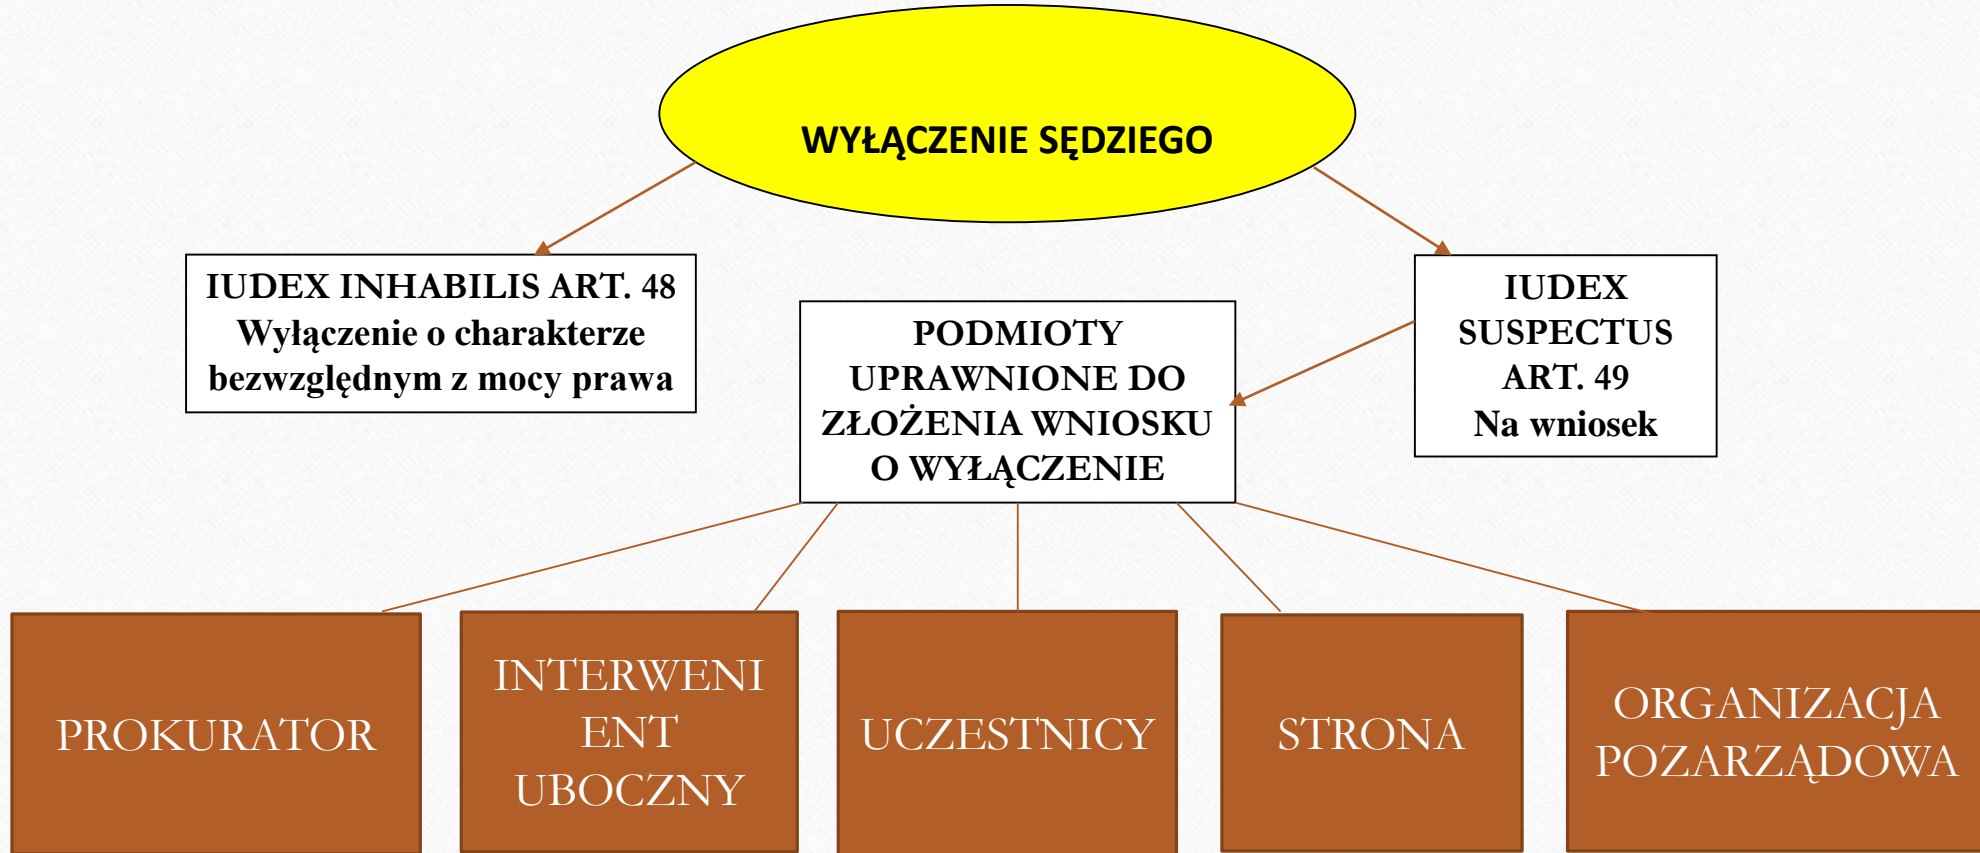 WYŁĄCZENIE SĘDZIEGO
IUDEX INHABILIS ART. 48
Wyłączenie o charakterze
bezwzględnym z mocy prawa
IUDEX
SUSPECTUS
ART. 49
Na wniosek
PODMIOTY
UPRAWNIONE DO
ZŁOŻENIA WNIOSKU
O WYŁĄCZENIE
PROKURATOR
INTERWENI
ENT
UBOCZNY
UCZESTNICY
STRONA
ORGANIZACJA
POZARZĄDOWA